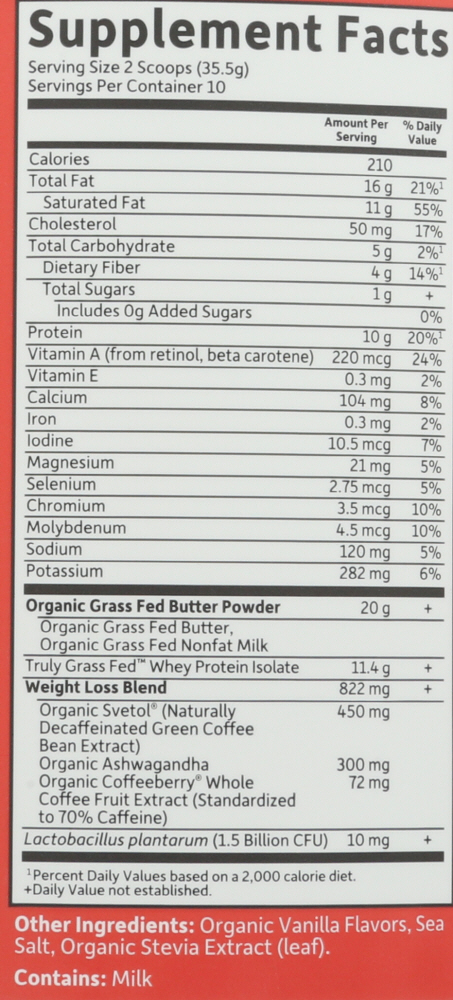 Supplement Facts
Serving Size 2 Scoops (35.5g)
Servings Per Container 10
Amount Per Serving % Daily Value
Calories 210
Total Fat 16 g 21%¹
Saturated Fat 11 g 55%
Cholesterol 50 mg 17%
Total Carbohydrate 5 g 2%¹
Dietary Fiber 4 g 14%¹
Total Sugars 1 g +
Includes 0g Added Sugars 0%
Protein 10 g 20%¹
Vitamin A (from retinol, beta carotene) 220 mcg 24%
Vitamin E 0.3 mg 2%
Calcium 104 mg 8%
Iron 0.3 mg 2%
Iodine 10.5 mcg 7%
Magnesium 21 mg 5%
Selenium 2.75 mcg 5%
Chromium 3.5 mcg 10%
Molybdenum 4.5 mcg 10%
Sodium 120 mg 5%
Potassium 282 mg 6%
Organic Grass Fed Butter Powder 20 g +
Organic Grass Fed Butter,
Organic Grass Fed Nonfat Milk
Truly Grass Fed™ Whey Protein Isolate 11.4 g +
Weight Loss Blend 822 mg +
Organic Svetol® (Naturally 450 mg
Decaffeinated Green Coffee
Bean Extract)
Organic Ashwagandha 300 mg
Organic Coffeeberry® Whole 72 mg
Coffee Fruit Extract (Standardized
to 70% Caffeine)
Lactobacillus plantarum (1.5 Billion CFU) 10 mg +
¹Percent Daily Values based on a 2,000 calorie diet.
+Daily Value not established.
Other Ingredients: Organic Vanilla Flavors, Sea
Salt, Organic Stevia Extract (leaf).
Contains: Milk